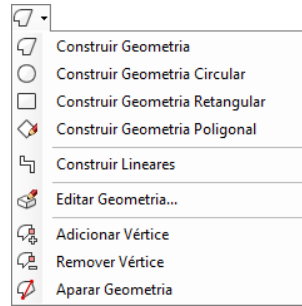 Construir Geometria
Construir Geometria Circular
Construir Geometria Retangular
Construir Geometria Poligonal
Construir Lineares
Editar Geometria...
Adicionar Vértice
Remover Vértice
Aparar Geometria